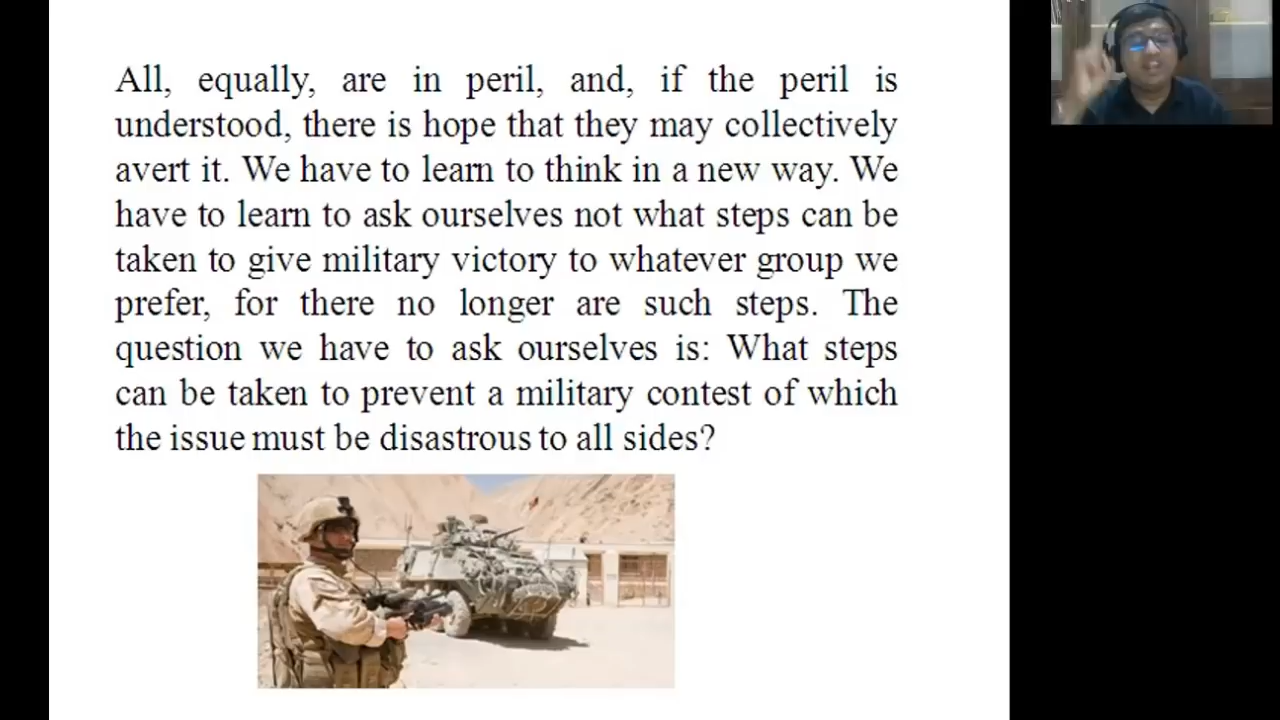 All, equally, are in peril, and, if the peril is
understood, there is hope that they may collectively
avert it. We have to learn to think in a new way. We
have to learn to ask ourselves not what steps can be
taken to give military victory to whatever group we
prefer, for there no longer are such steps. The
question we have to ask ourselves is: What steps
can be taken to prevent a military contest of which
the issue must be disastrous to all sides?